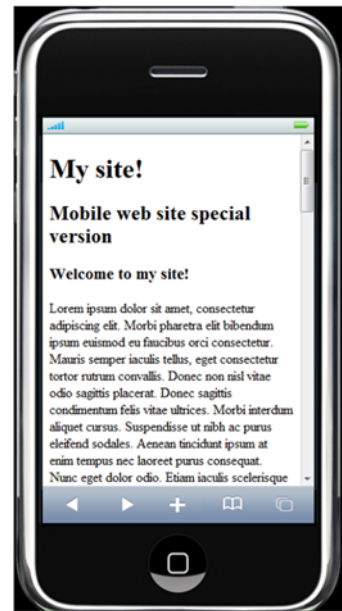 My site!
Mobile web site special
version
Welcome to my site!
Lorem ipsum dolor sit amet, consectetur
adipiscing elit. Morbi pharetra elit bibendum
ipsum euismod eu faucibus orci consectetur.
Mauris semper iaculis tellus, eget consectetur
tortor rutrum convallis. Donec non nisl vitae
odio sagittis placerat. Donec sagittis
condimentum felis vitae ultrices. Morbi interdum
aliquet cursus. Suspendisse ut nibh ac purus
eleifend sodales. Aenean tincidunt ipsum at
enim tempus nec laoreet purus consequat.
Nunc eget dolor odio. Etiam iaculis scelerisque